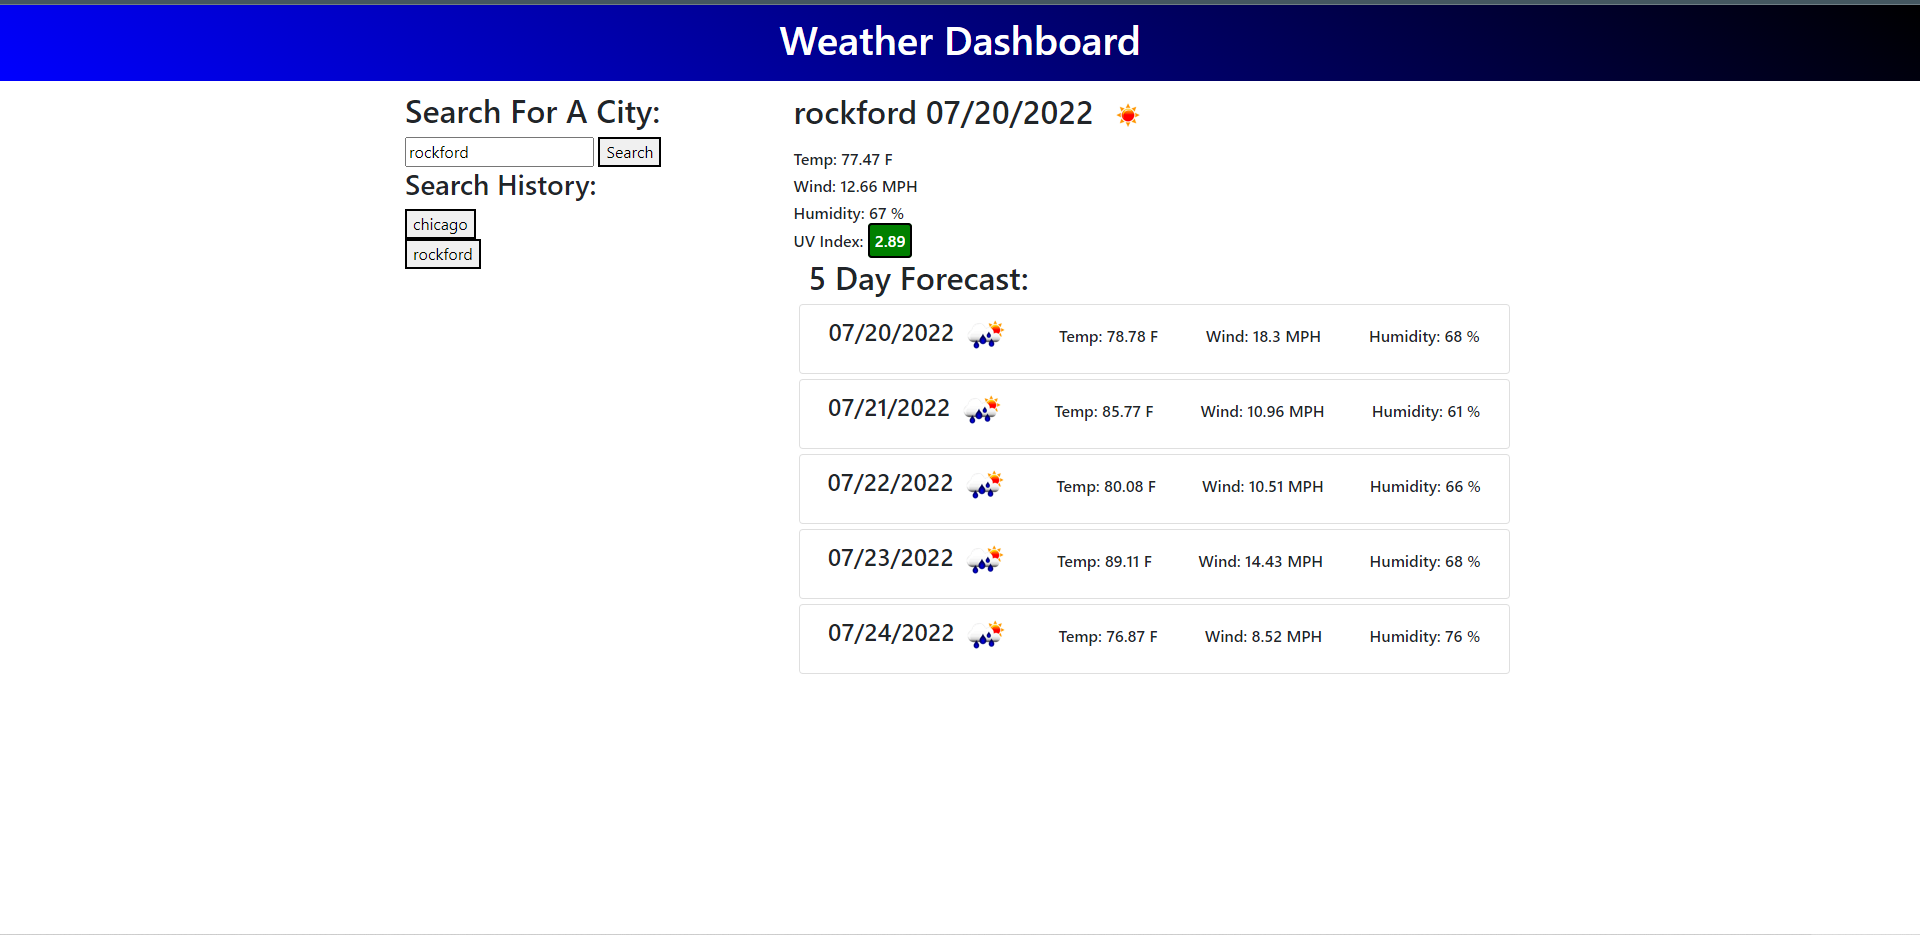 Weather Dashboard
Search For A City:
rockford Search
Search History:
chicago
rockford
rockford 07/20/2022
Temp: 77.47 F
Wind: 12.66 MPH
Humidity: 67 %
UV Index: 2.89
5 Day Forecast:
07/20/2022 Temp: 78.78 F Wind: 18.3 MPH Humidity: 68 %
07/21/2022 Temp: 85.77 F Wind: 10.96 MPH Humidity: 61 %
07/22/2022 Temp: 80.08 F Wind: 10.51 MPH Humidity: 66 %
07/23/2022 Temp: 89.11 F Wind: 14.43 MPH Humidity: 68 %
07/24/2022 Temp: 76.87 F Wind: 8.52 MPH Humidity: 76 %